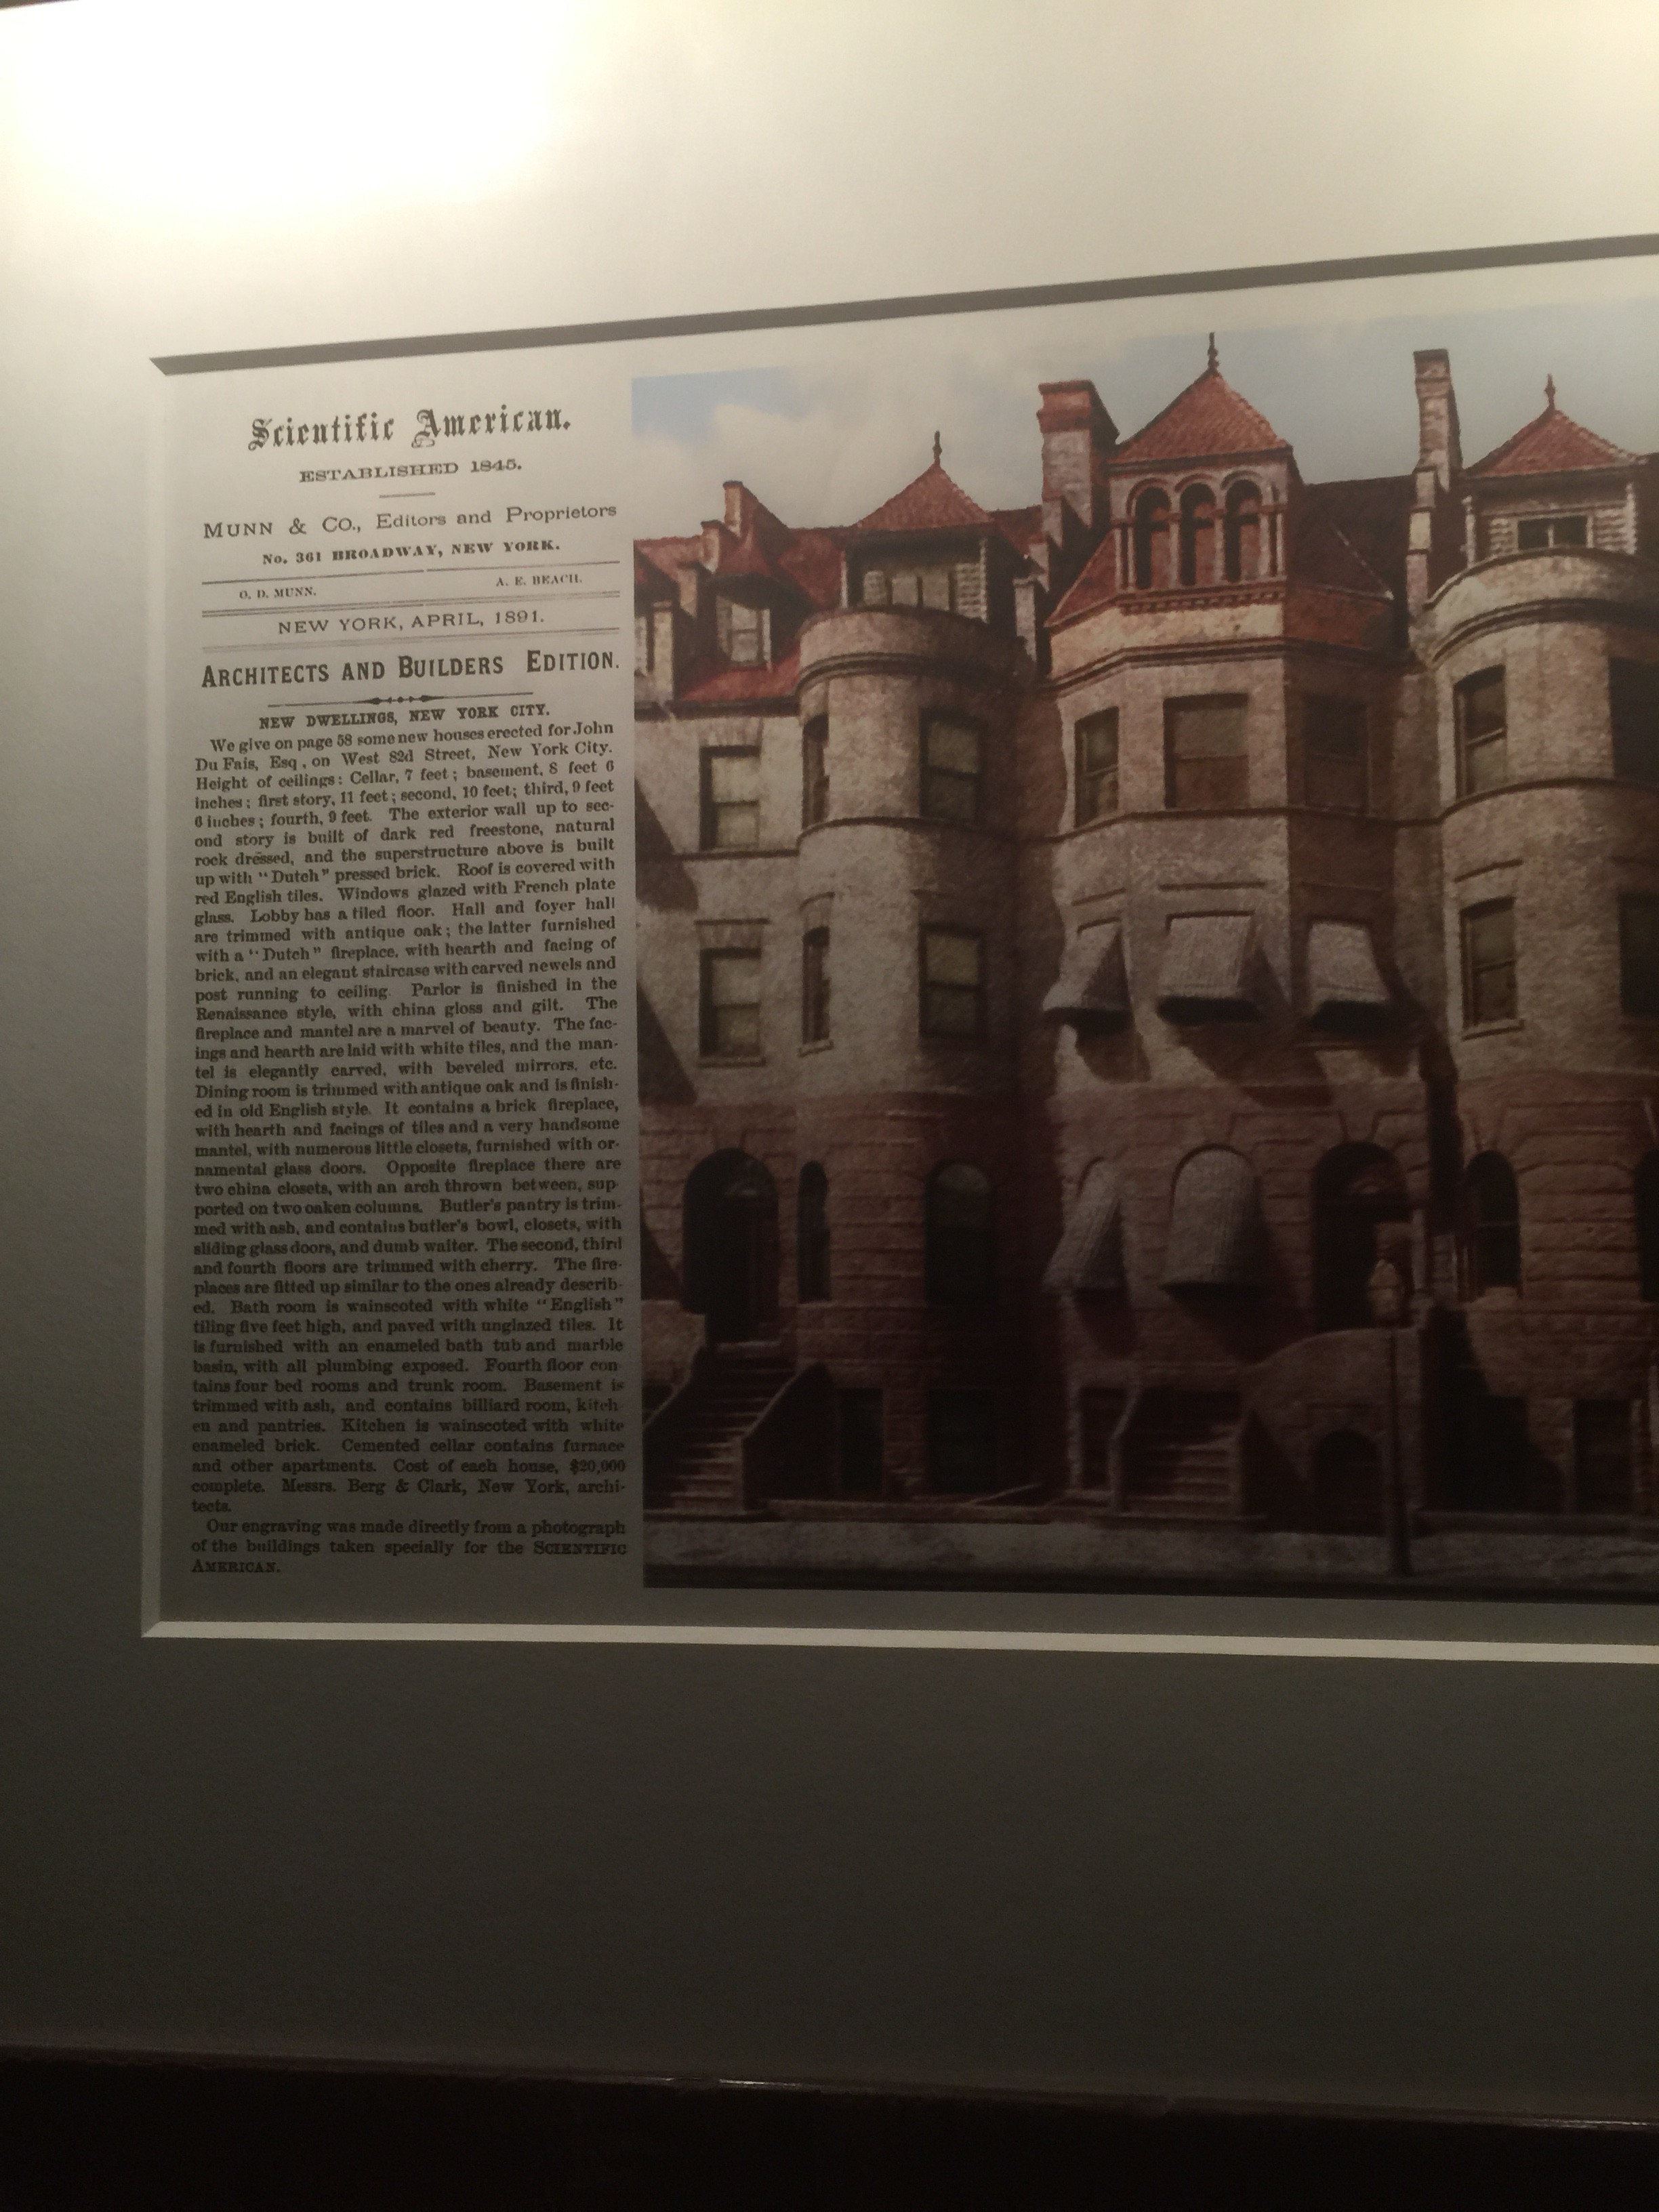 Scientific American.
ESTABLISHED 1845.
MUNN & CO., Editors and Proprietors
No. 361 BROADWAY, NEW YORK.
O. D. MUNN. A. E. BEACH.
NEW YORK, APRIL, 1891.
ARCHITECTS AND BUILDERS EDITION.
NEW DWELLINGS, NEW YORK CITY.
We give on page 58 some new houses erected for John
Du Fais, Esq., on West 82d Street, New York City.
Height of ceilings: Cellar, 7 feet; basement, 8 feet 6
inches; first story, 11 feet; second, 10 feet; third, 9 feet
6 inches; fourth, 9 feet. The exterior wall up to sec-
ond story is built of dark red freestone, natural
rock dressed, and the superstructure above is built
up with "Dutch" pressed brick. Roof is covered with
red English tiles. Windows glazed with French plate
glass. Lobby has a tiled floor. Hall and foyer hall
are trimmed with antique oak; the latter furnished
with a "Dutch" fireplace, with hearth and facing of
brick, and an elegant staircase with carved newels and
post running to ceiling. Parlor is finished in the
Renaissance style, with china gloss and gilt. The
fireplace and mantel are a marvel of beauty. The fac-
ings and hearth are laid with white tiles, and the man-
tel is elegantly carved, with beveled mirrors, etc.
Dining room is trimmed with antique oak and is finish-
ed in old English style. It contains a brick fireplace,
with hearth and facings of tiles and a very handsome
mantel, with numerous little closets, furnished with or-
namental glass doors. Opposite fireplace there are
two china closets, with an arch thrown between, sup-
ported on two oaken columns. Butler's pantry is trim-
med with ash, and contains butler's bowl, closets, with
sliding glass doors, and dumb waiter. The second, third
and fourth floors are trimmed with cherry. The fire-
places are fitted up similar to the ones already describ-
ed. Bath room is wainscoted with white "English"
tiling five feet high, and paved with unglazed tiles. It
is furnished with an enameled bath tub and marble
basin, with all plumbing exposed. Fourth floor con-
tains four bed rooms and trunk room. Basement is
trimmed with ash, and contains billiard room, kitch-
en and pantries. Kitchen is wainscoted with white
enameled brick. Cemented cellar contains furnace
and other apartments. Cost of each house, $20,000
complete. Messrs. Berg & Clark, New York, archi-
tects.
Our engraving was made directly from a photograph
of the buildings taken specially for the SCIENTIFIC
AMERICAN.